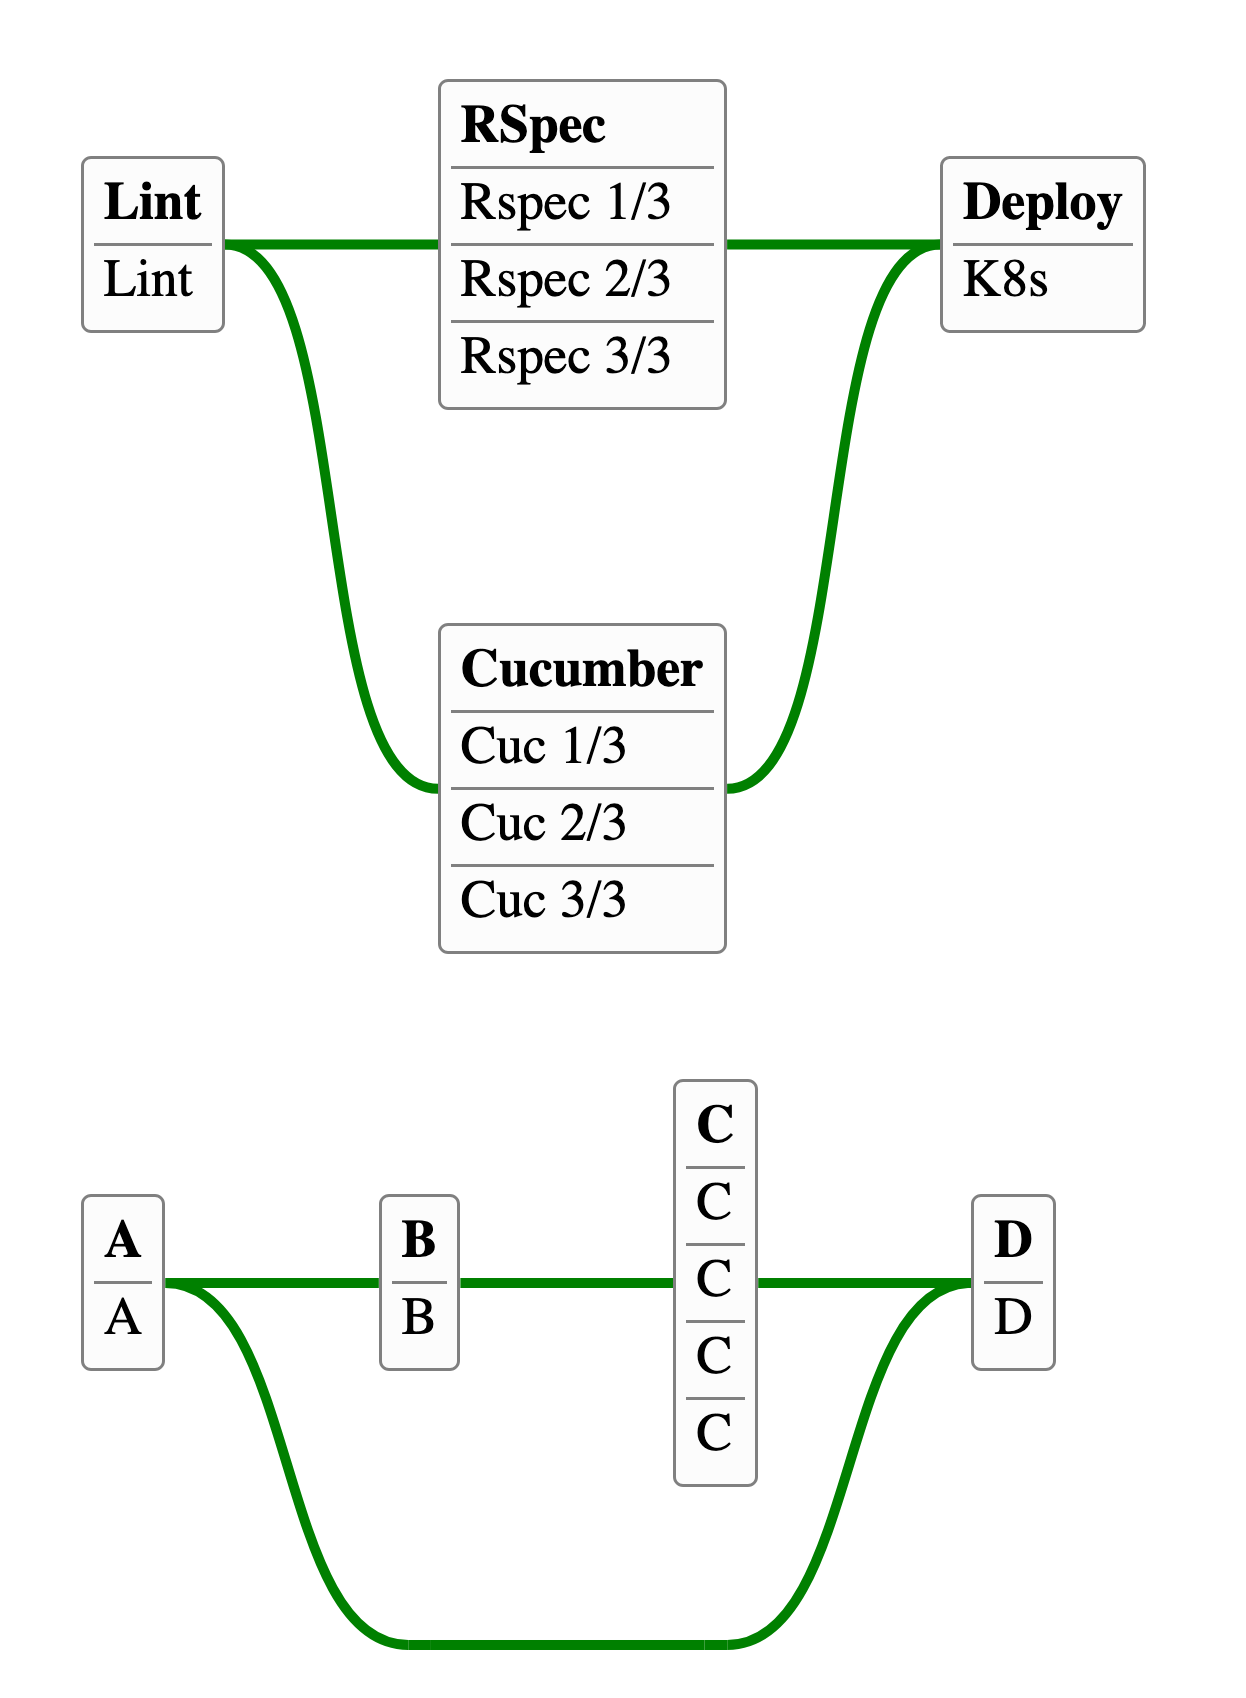 Lint
Lint
RSpec
Rspec 1/3
Rspec 2/3
Rspec 3/3
Deploy
K8s
Cucumber
Cuc 1/3
Cuc 2/3
Cuc 3/3
A
A
B
B
C
C
C
C
C
D
D